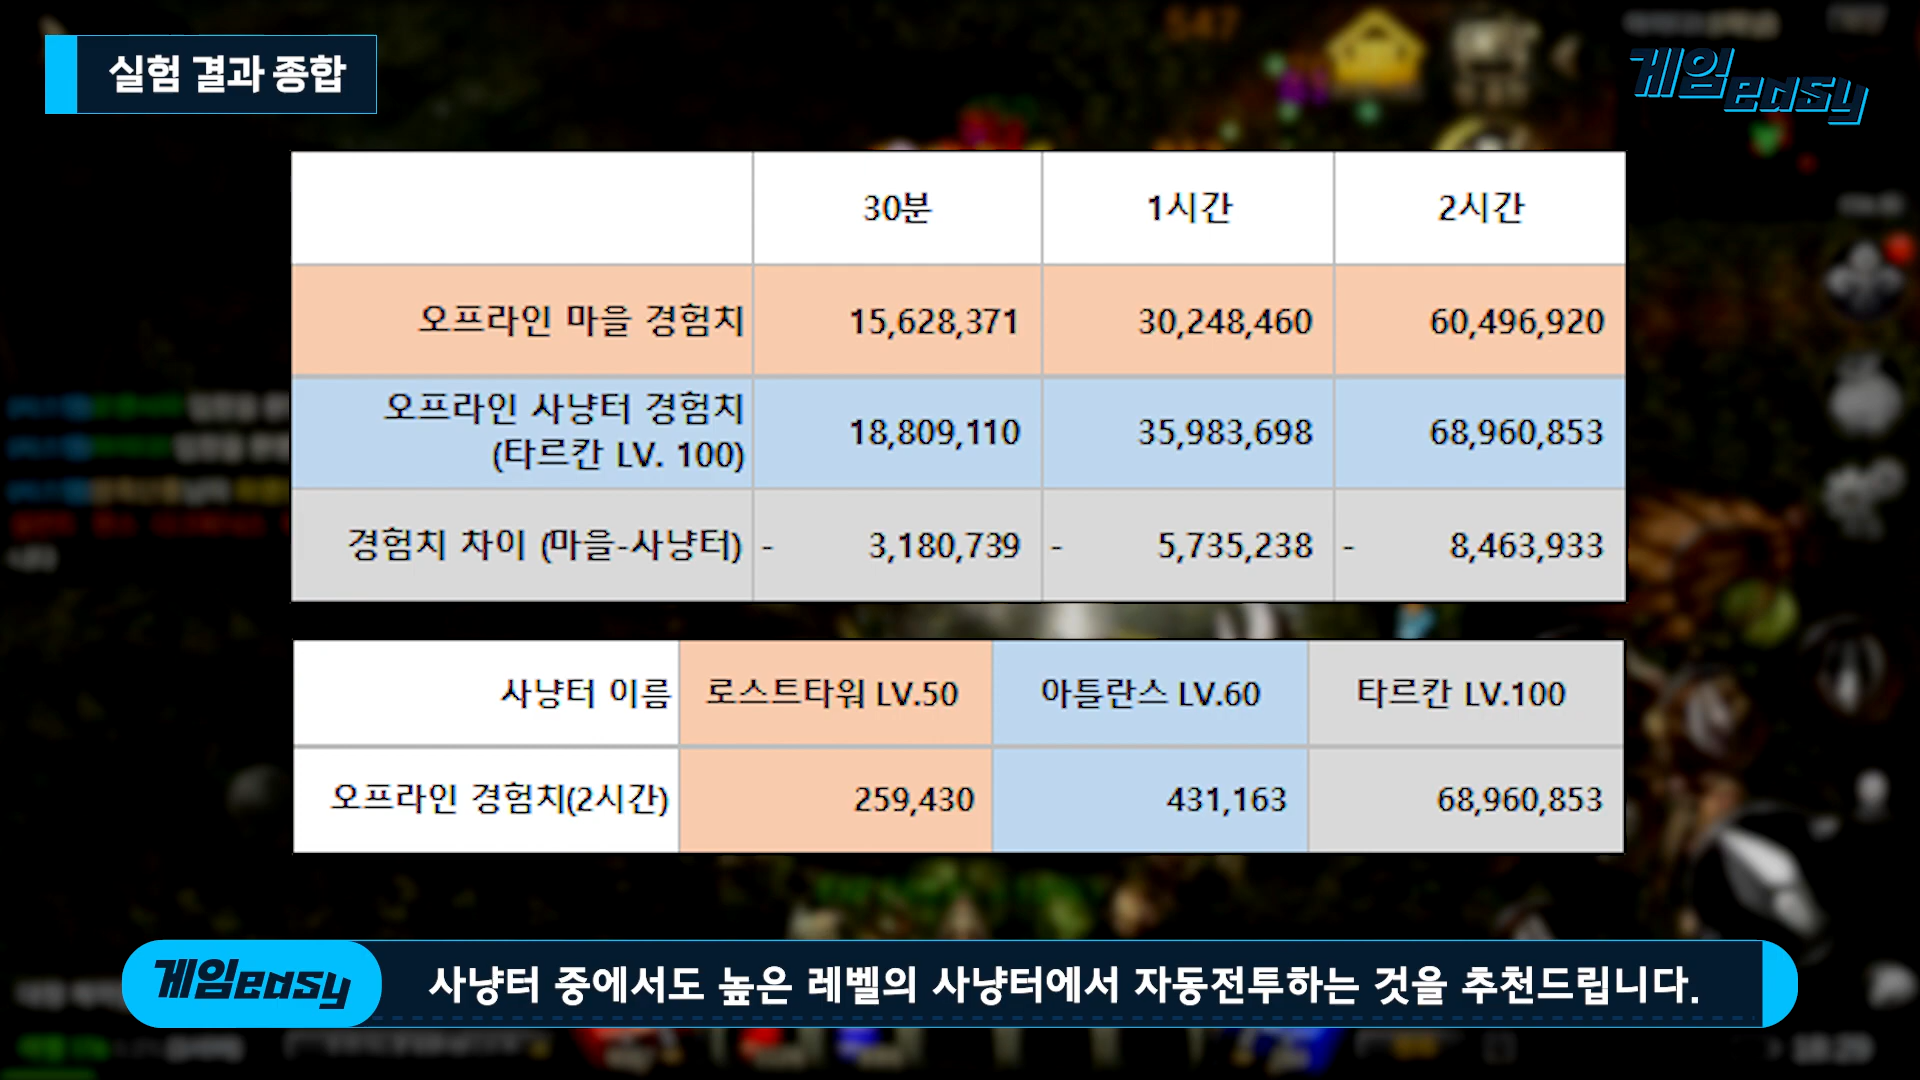 실험 결과 종합
게임easy
30분 1시간 2시간
오프라인 마을 경험치 15,628,371 30,248,460 60,496,920
오프라인 사냥터 경험치
(타르칸 LV. 100) 18,809,110 35,983,698 68,960,853
경험치 차이 (마을-사냥터) - 3,180,739 - 5,735,238 - 8,463,933
사냥터 이름 로스트타워 LV.50 아틀란스 LV.60 타르칸 LV.100
오프라인 경험치(2시간) 259,430 431,163 68,960,853
게임easy 사냥터 중에서도 높은 레벨의 사냥터에서 자동전투하는 것을 추천드립니다.